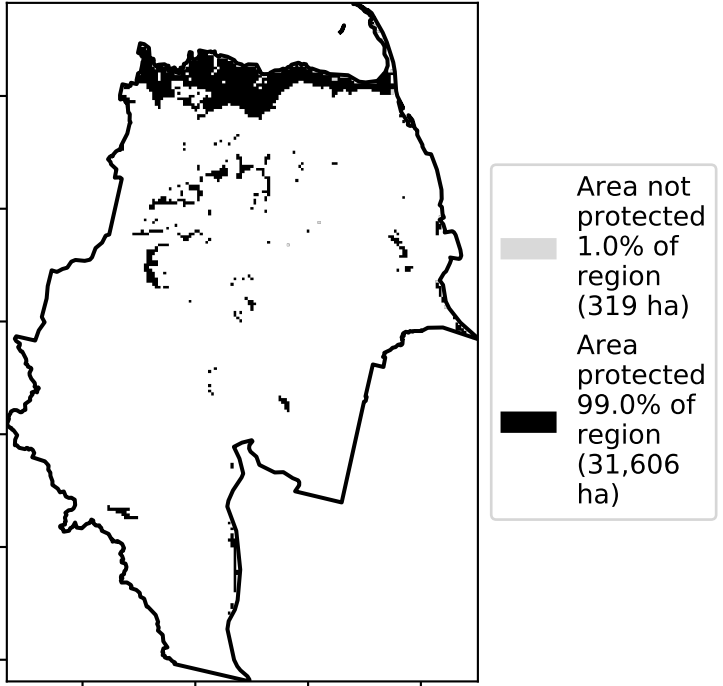 Area not
protected
1.0% of
region
(319 ha)
Area
protected
99.0% of
region
(31,606
ha)